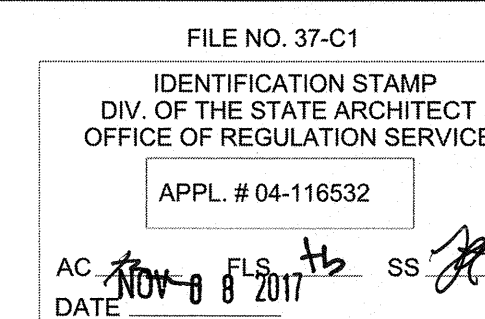 FILE NO. 37-C1
IDENTIFICATION STAMP
DIV. OF THE STATE ARCHITECT
OFFICE OF REGULATION SERVICE
APPL. # 04-116532
AC FLS SS
DATE NOV 08 2017